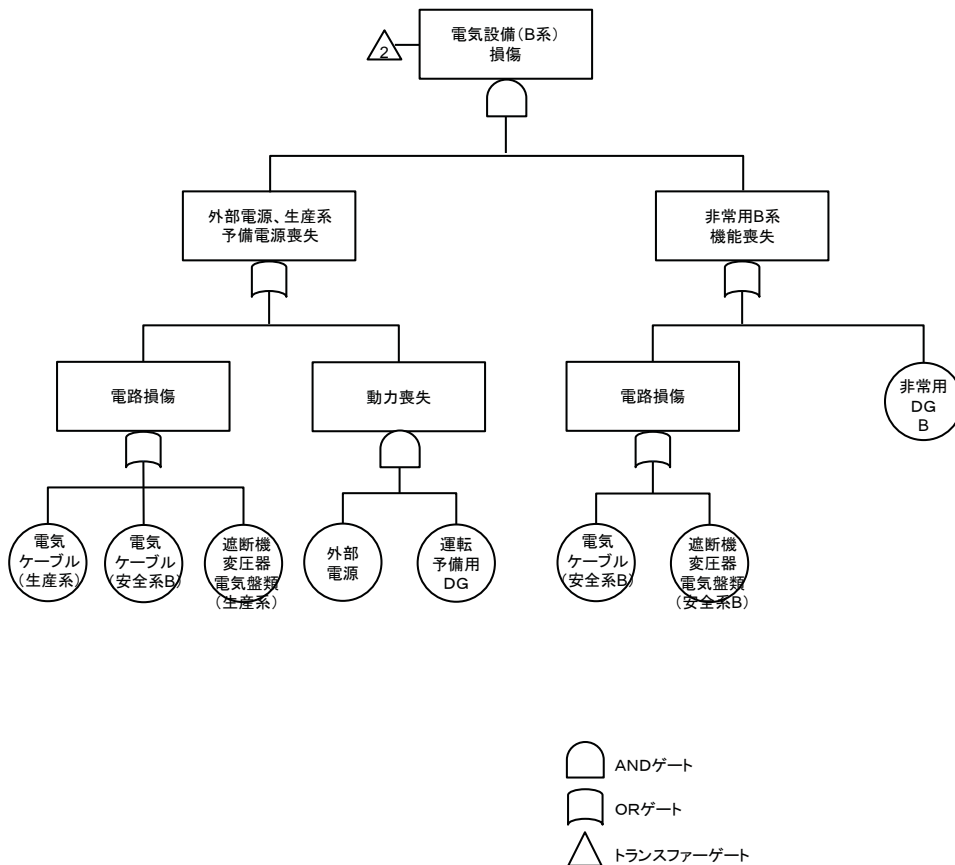 電気設備(B系)
損傷
2
外部電源、生産系
予備電源喪失
非常用B系
機能喪失
電路損傷
動力喪失
電路損傷
非常用
DG
B
電気
ケーブル
(生産系)
電気
ケーブル
(安全系B)
遮断機
変圧器
電気盤類
(生産系)
外部
電源
運転
予備用
DG
電気
ケーブル
(安全系B)
遮断機
変圧器
電気盤類
(安全系B)
ANDゲート
ORゲート
トランスファーゲート